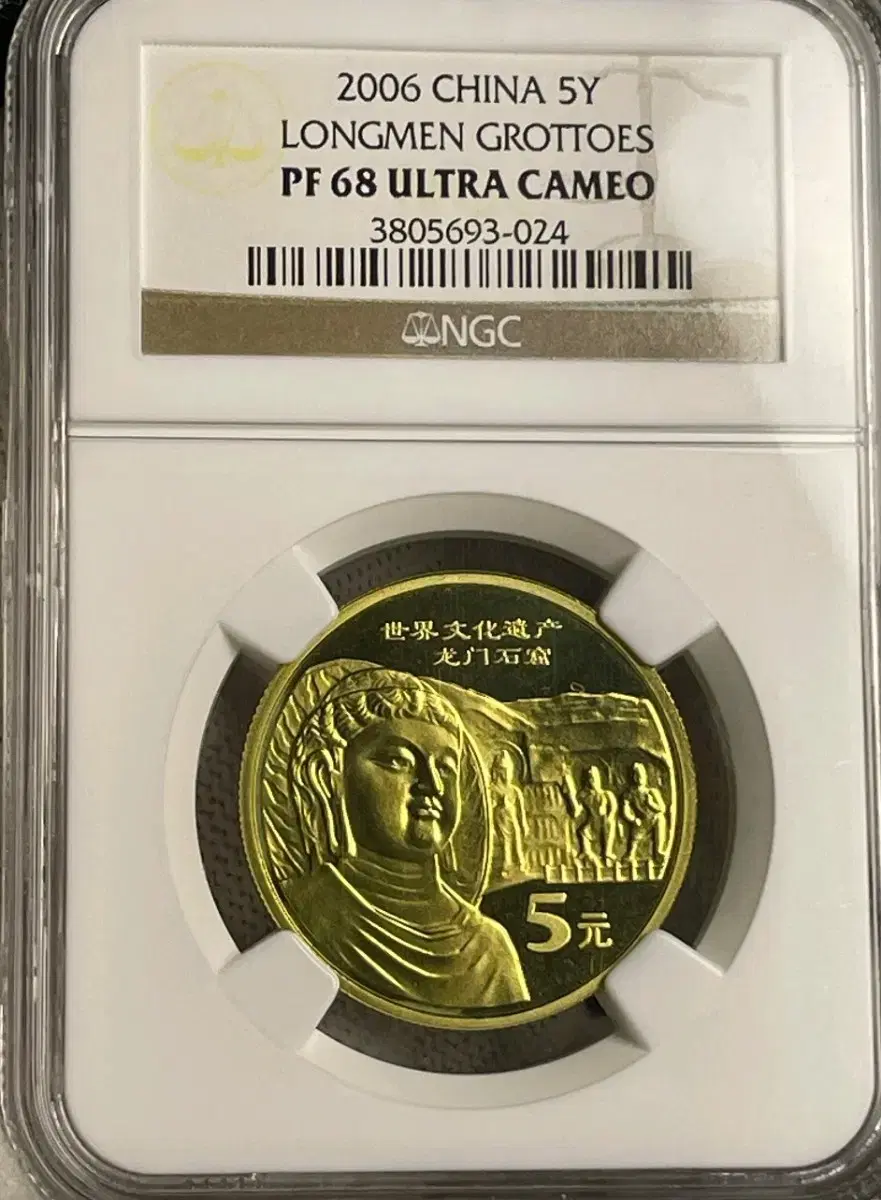 2006 CHINA 5Y
LONGMEN GROTTOES
PF 68 ULTRA CAMEO
3805693-024
NGC
世界文化遗产
龙门石窟
5元